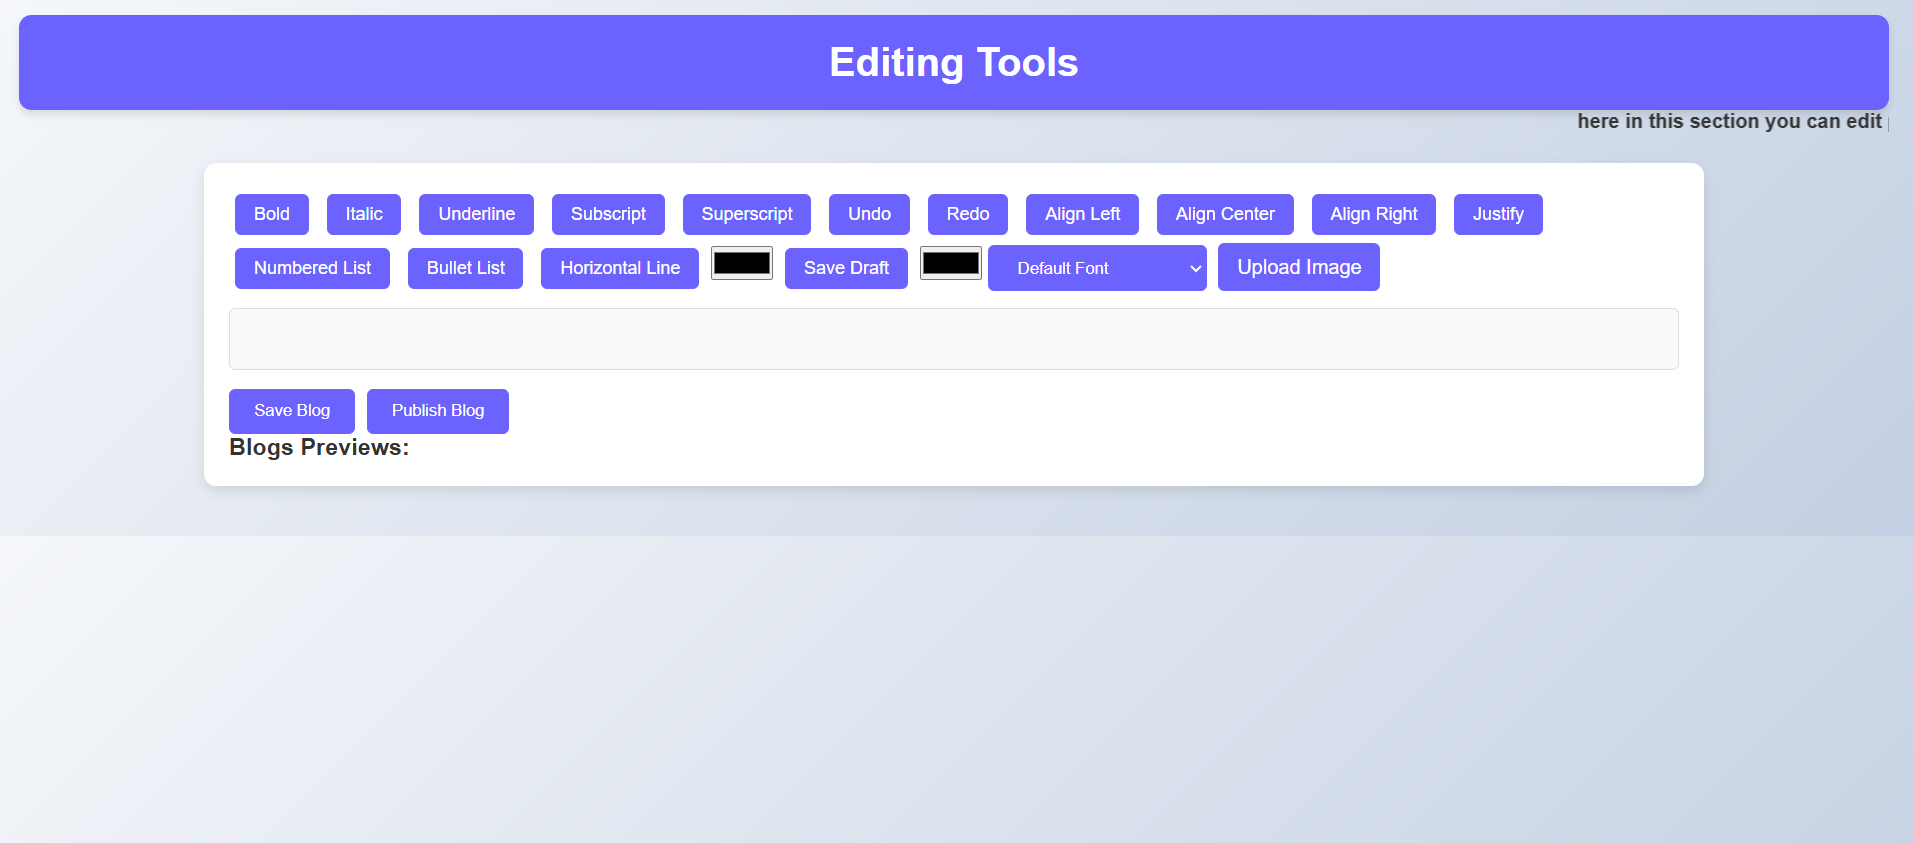 Editing Tools
here in this section you can edit
Bold Italic Underline Subscript Superscript Undo Redo Align Left Align Center Align Right Justify
Numbered List Bullet List Horizontal Line Save Draft Default Font Upload Image
Save Blog Publish Blog
Blogs Previews: